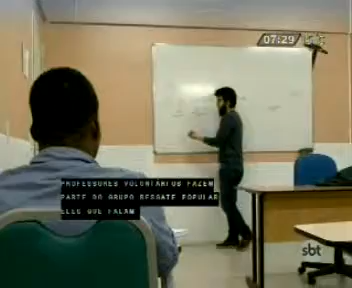 07:29
PROFESSORES VOLUNTÁRIOS FAZEM
PARTE DO GRUPO RESGATE POPULAR
ELES QUE FALAM
sbt